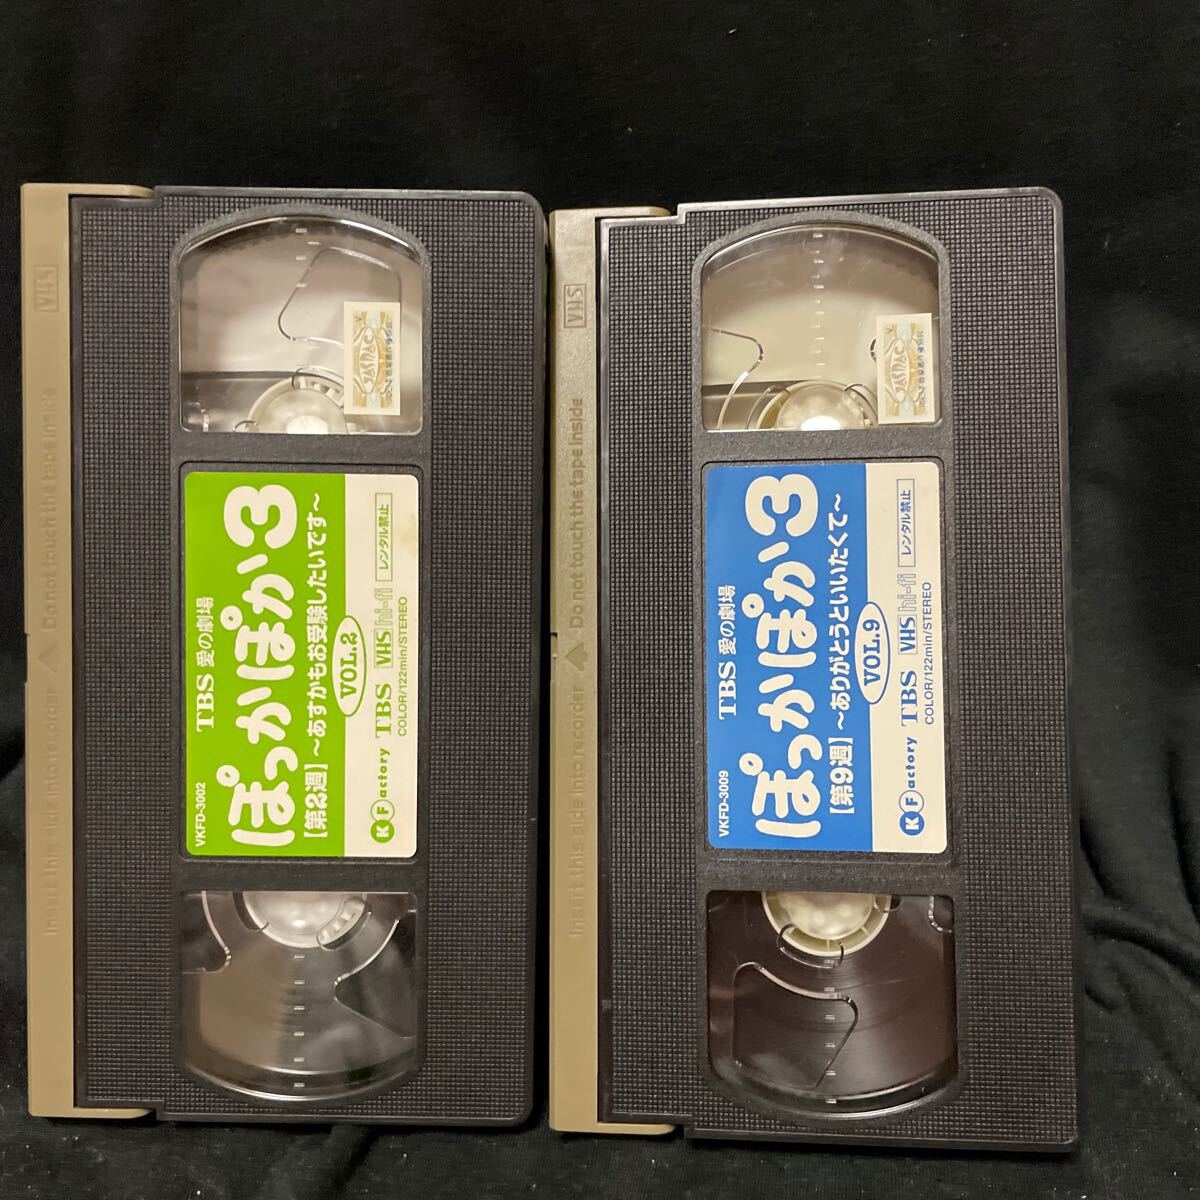 VHS
Do not touch the tape inside
Insert this side into recorder
JASRAC
TBS 愛の劇場
ぽっかぽか3
【第2週】〜あすかもお受験したいです〜
VOL.2
VKFD-3002
K Factory TBS VHS hi-fi レンタル禁止
COLOR/122min/STEREO
VHS
Do not touch the tape inside
Insert this side into recorder
JASRAC
TBS 愛の劇場
ぽっかぽか3
【第9週】〜ありがとうといいたくて〜
VOL.9
VKFD-3009
K Factory TBS VHS hi-fi レンタル禁止
COLOR/122min/STEREO